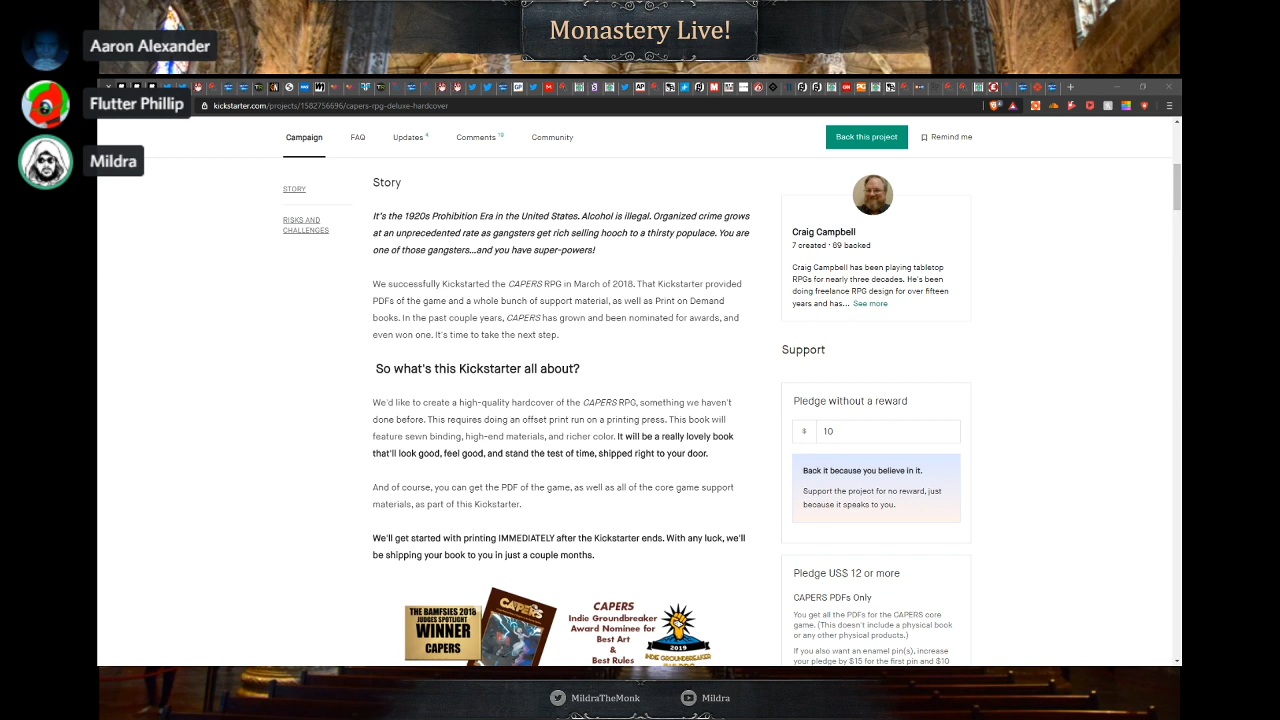 Monastery Live!
Aaron Alexander
Flutter Phillip
Mildra
kickstarter.com/projects/1582756696/capers-rpg-deluxe-hardcover
Campaign FAQ Updates 4 Comments Community
Back this project Remind me
STORY
RISKS AND
CHALLENGES
Story
It's the 1920s Prohibition Era in the United States. Alcohol is illegal. Organized crime grows
at an unprecedented rate as gangsters get rich selling hooch to a thirsty populace. You are
one of those gangsters...and you have super-powers!
We successfully Kickstarted the CAPERS RPG in March of 2018. That Kickstarter provided
PDFs of the game and a whole bunch of support material, as well as Print on Demand
books. In the past couple years, CAPERS has grown and been nominated for awards, and
even won one. It's time to take the next step.
So what's this Kickstarter all about?
We'd like to create a high-quality hardcover of the CAPERS RPG, something we haven't
done before. This requires doing an offset print run on a printing press. This book will
feature sewn binding, high-end materials, and richer color. It will be a really lovely book
that'll look good, feel good, and stand the test of time, shipped right to your door.
And of course, you can get the PDF of the game, as well as all of the core game support
materials, as part of this Kickstarter.
We'll get started with printing IMMEDIATELY after the Kickstarter ends. With any luck, we'll
be shipping your book to you in just a couple months.
THE BAMFSIES 2018
JUDGES SPOTLIGHT
WINNER
CAPERS
CAPERS
CAPERS
Indie Groundbreaker
Award Nominee for
Best Art
&
Best Rules
2019
INDIE GROUNDBREAKER
Craig Campbell
7 created · 89 backed
Craig Campbell has been playing tabletop
RPGs for nearly three decades. He's been
doing freelance RPG design for over fifteen
years and has... See more
Support
Pledge without a reward
$ 10
Back it because you believe in it.
Support the project for no reward, just
because it speaks to you.
Pledge US$ 12 or more
CAPERS PDFs Only
You get all the PDFs for the CAPERS core
game. (This doesn't include a physical book
or any other physical products.)
If you also want an enamel pin(s), increase
your pledge by $15 for the first pin and $10
MildraTheMonk Mildra